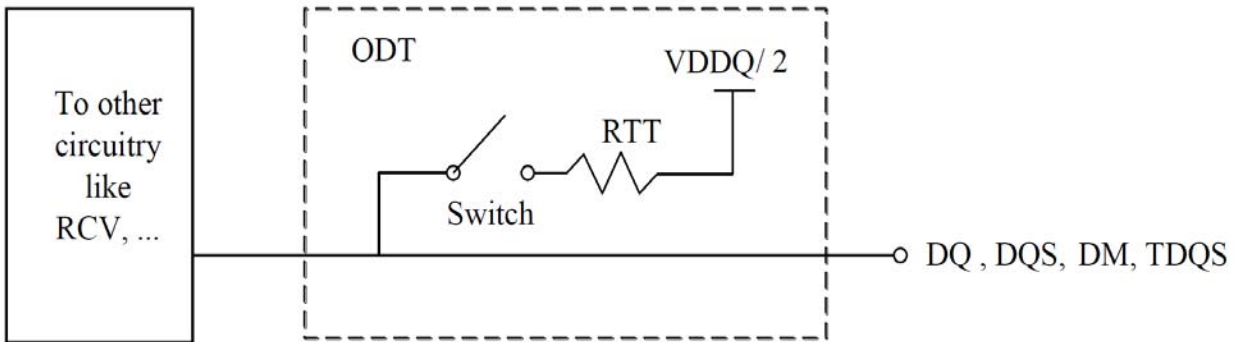 To other
circuitry
like
RCV, ...
ODT
VDDQ/ 2
RTT
Switch
DQ , DQS, DM, TDQS